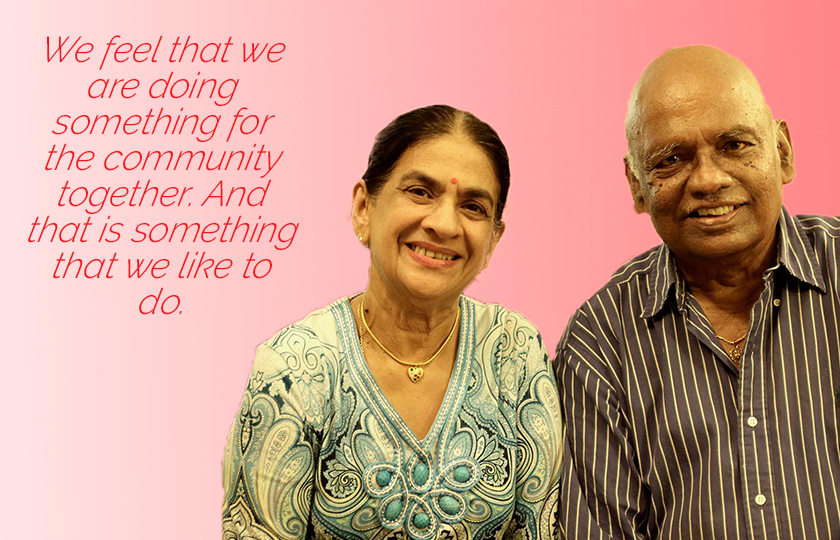 We feel that we
are doing
something for
the community
together. And
that is something
that we like to
do.